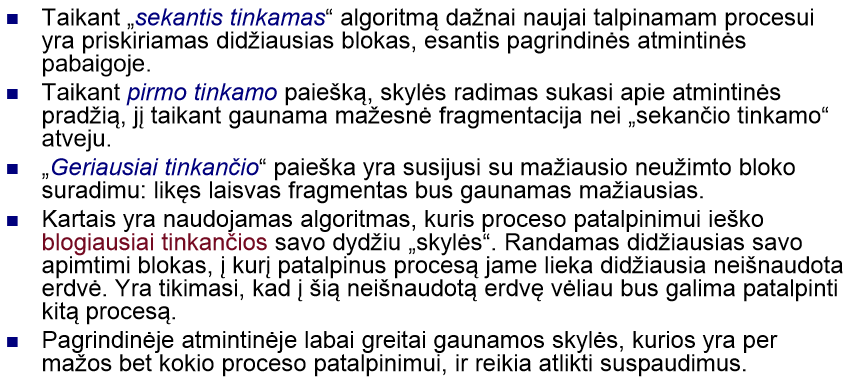 Taikant „sekantis tinkamas“ algoritmą dažnai naujai talpinamam procesui
yra priskiriamas didžiausias blokas, esantis pagrindinės atmintinės
pabaigoje.
Taikant pirmo tinkamo paiešką, skylės radimas sukasi apie atmintinės
pradžią, jį taikant gaunama mažesnė fragmentacija nei „sekančio tinkamo“
atveju.
„Geriausiai tinkančio“ paieška yra susijusi su mažiausio neužimto bloko
suradimu: likęs laisvas fragmentas bus gaunamas mažiausias.
Kartais yra naudojamas algoritmas, kuris proceso patalpinimui ieško
blogiausiai tinkančios savo dydžiu „skylės“. Randamas didžiausias savo
apimtimi blokas, į kurį patalpinus procesą jame lieka didžiausia neišnaudota
erdvė. Yra tikimasi, kad į šią neišnaudotą erdvę vėliau bus galima patalpinti
kitą procesą.
Pagrindinėje atmintinėje labai greitai gaunamos skylės, kurios yra per
mažos bet kokio proceso patalpinimui, ir reikia atlikti suspaudimus.